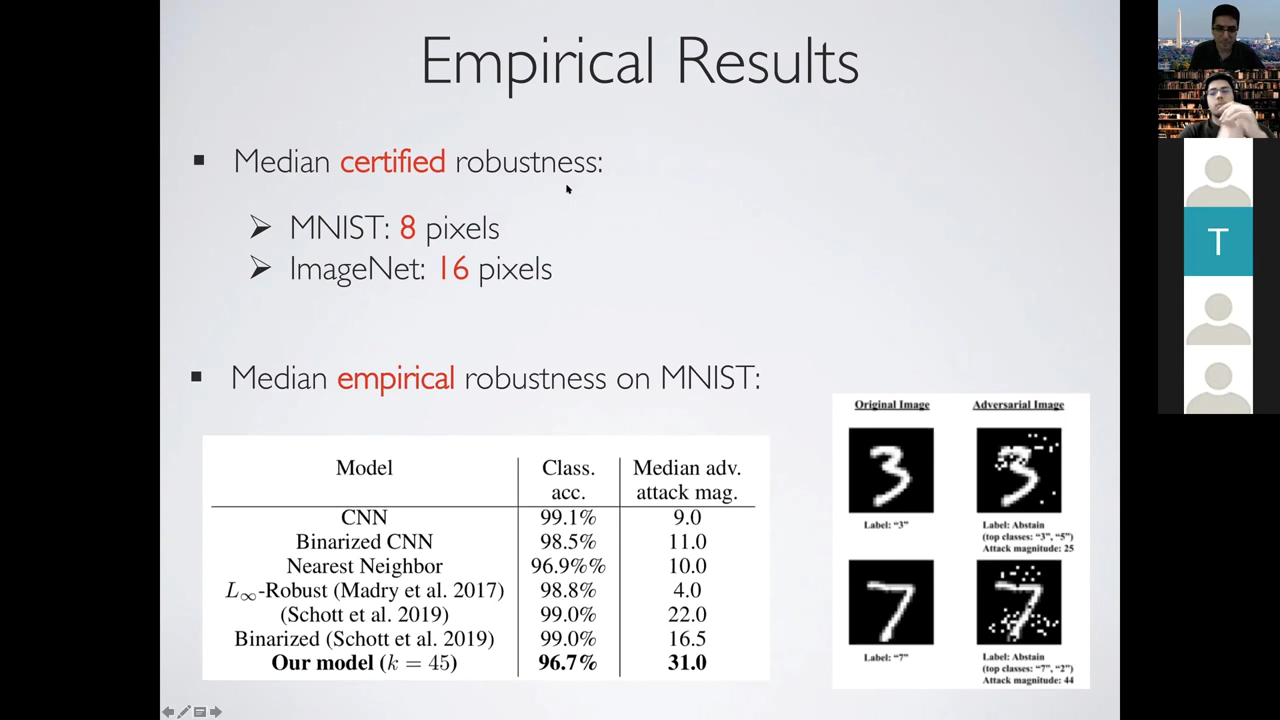 Empirical Results
▪ Median certified robustness:
➢ MNIST: 8 pixels
➢ ImageNet: 16 pixels
▪ Median empirical robustness on MNIST:
Model Class. acc. Median adv. attack mag.
CNN 99.1% 9.0
Binarized CNN 98.5% 11.0
Nearest Neighbor 96.9%% 10.0
L∞-Robust (Madry et al. 2017) 98.8% 4.0
(Schott et al. 2019) 99.0% 22.0
Binarized (Schott et al. 2019) 99.0% 16.5
Our model (k = 45) 96.7% 31.0
Original Image Adversarial Image
Label: “3” Label: Abstain
(top classes: “3”, “5”)
Attack magnitude: 25
Label: “7” Label: Abstain
(top classes: “7”, “2”)
Attack magnitude: 44
T